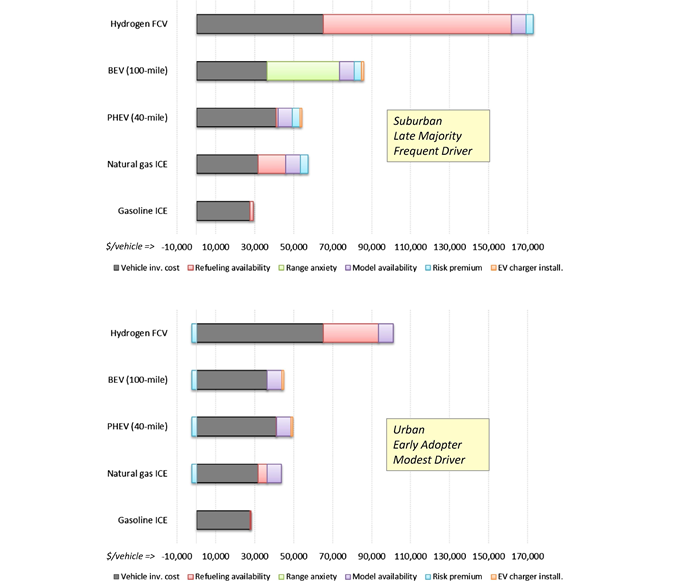 Hydrogen FCV
BEV (100-mile)
PHEV (40-mile)
Suburban
Late Majority
Frequent Driver
Natural gas ICE
Gasoline ICE
$/vehicle => -10,000 10,000 30,000 50,000 70,000 90,000 110,000 130,000 150,000 170,000
Vehicle inv. cost Refueling availability Range anxiety Model availability Risk premium EV charger install.
Hydrogen FCV
BEV (100-mile)
PHEV (40-mile)
Urban
Early Adopter
Modest Driver
Natural gas ICE
Gasoline ICE
$/vehicle => -10,000 10,000 30,000 50,000 70,000 90,000 110,000 130,000 150,000 170,000
Vehicle inv. cost Refueling availability Range anxiety Model availability Risk premium EV charger install.